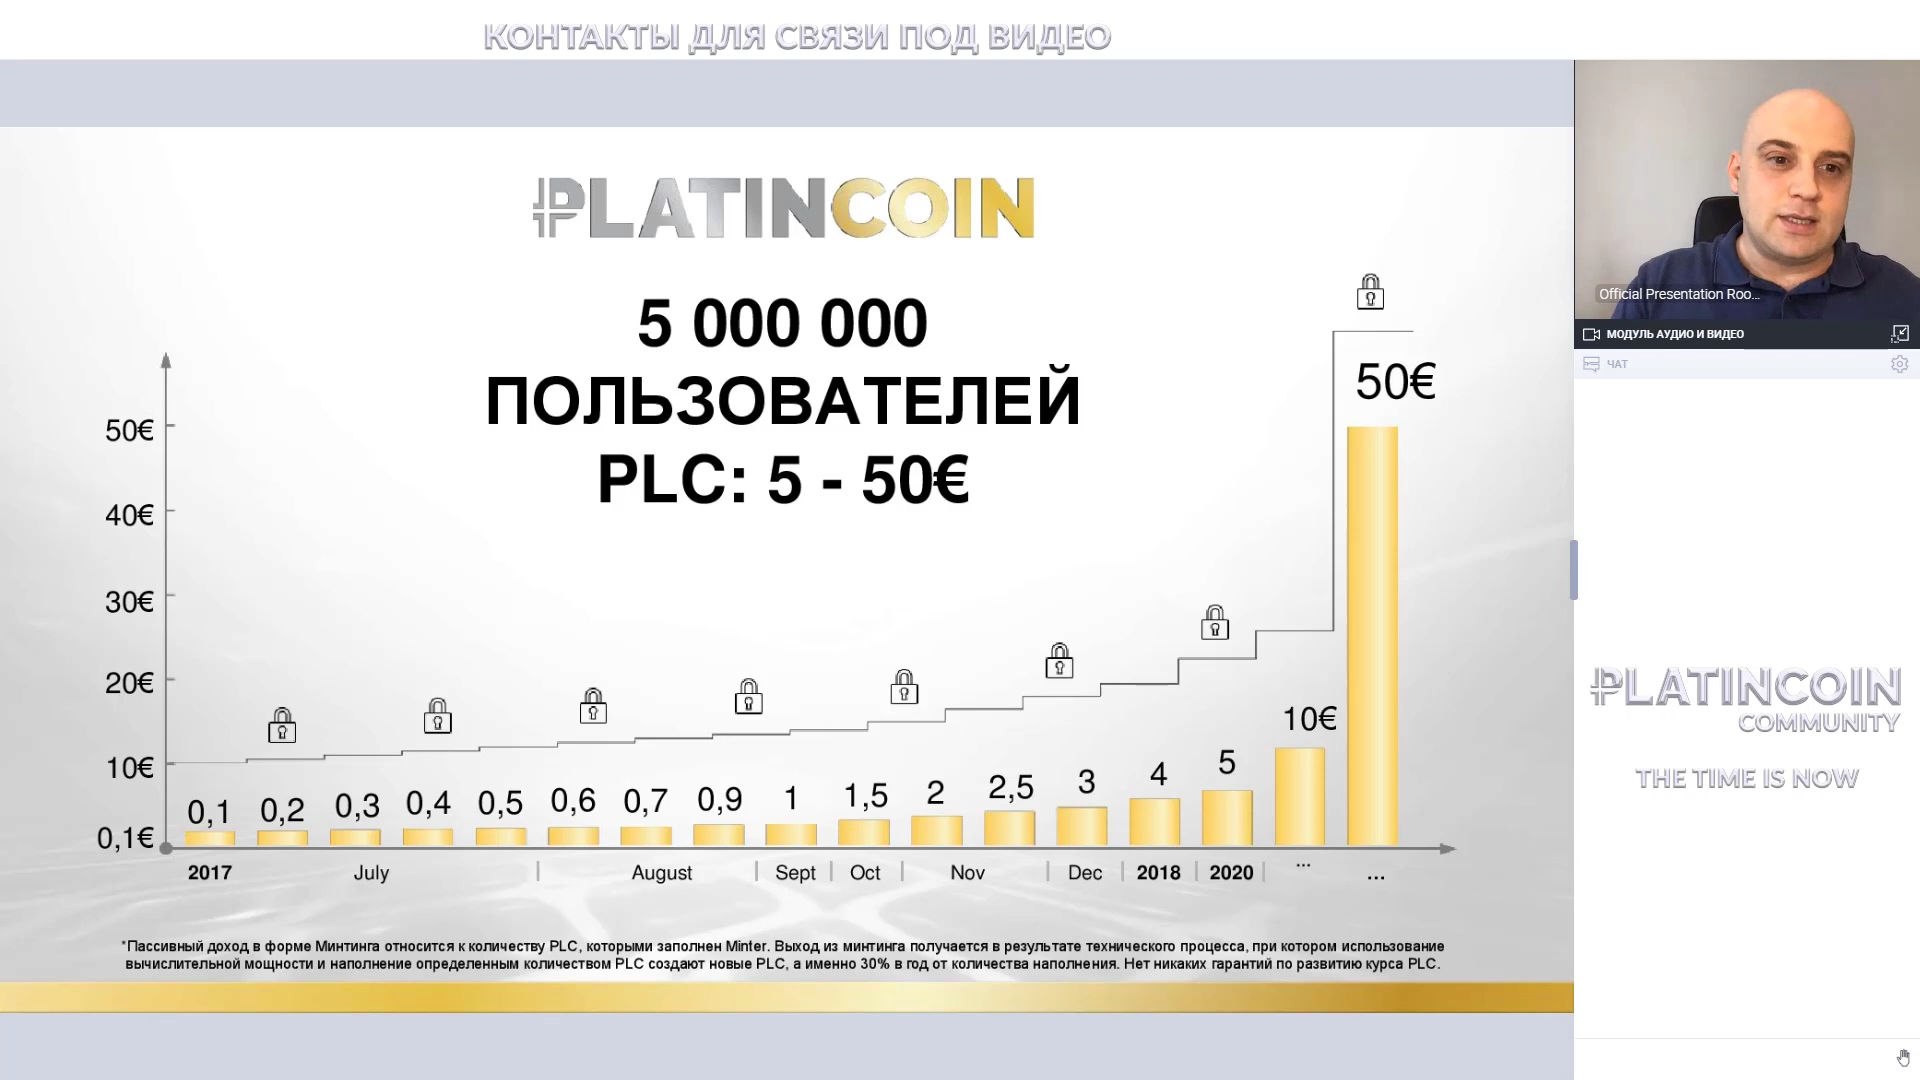 КОНТАКТЫ ДЛЯ СВЯЗИ ПОД ВИДЕО
PLATINCOIN
5 000 000
ПОЛЬЗОВАТЕЛЕЙ
PLC: 5 - 50€
50€
40€
30€
20€
10€
0,1€
0,1
0,2
0,3
0,4
0,5
0,6
0,7
0,9
1
1,5
2
2,5
3
4
5
10€
50€
2017
July
August
Sept
Oct
Nov
Dec
2018
2020
...
...
*Пассивный доход в форме Минтинга относится к количеству PLC, которыми заполнен Minter. Выход из минтинга получается в результате технического процесса, при котором использование
вычислительной мощности и наполнение определенным количеством PLC создают новые PLC, а именно 30% в год от количества наполнения. Нет никаких гарантий по развитию курса PLC.
Official Presentation Roo...
МОДУЛЬ АУДИО И ВИДЕО
ЧАТ
PLATINCOIN
COMMUNITY
THE TIME IS NOW